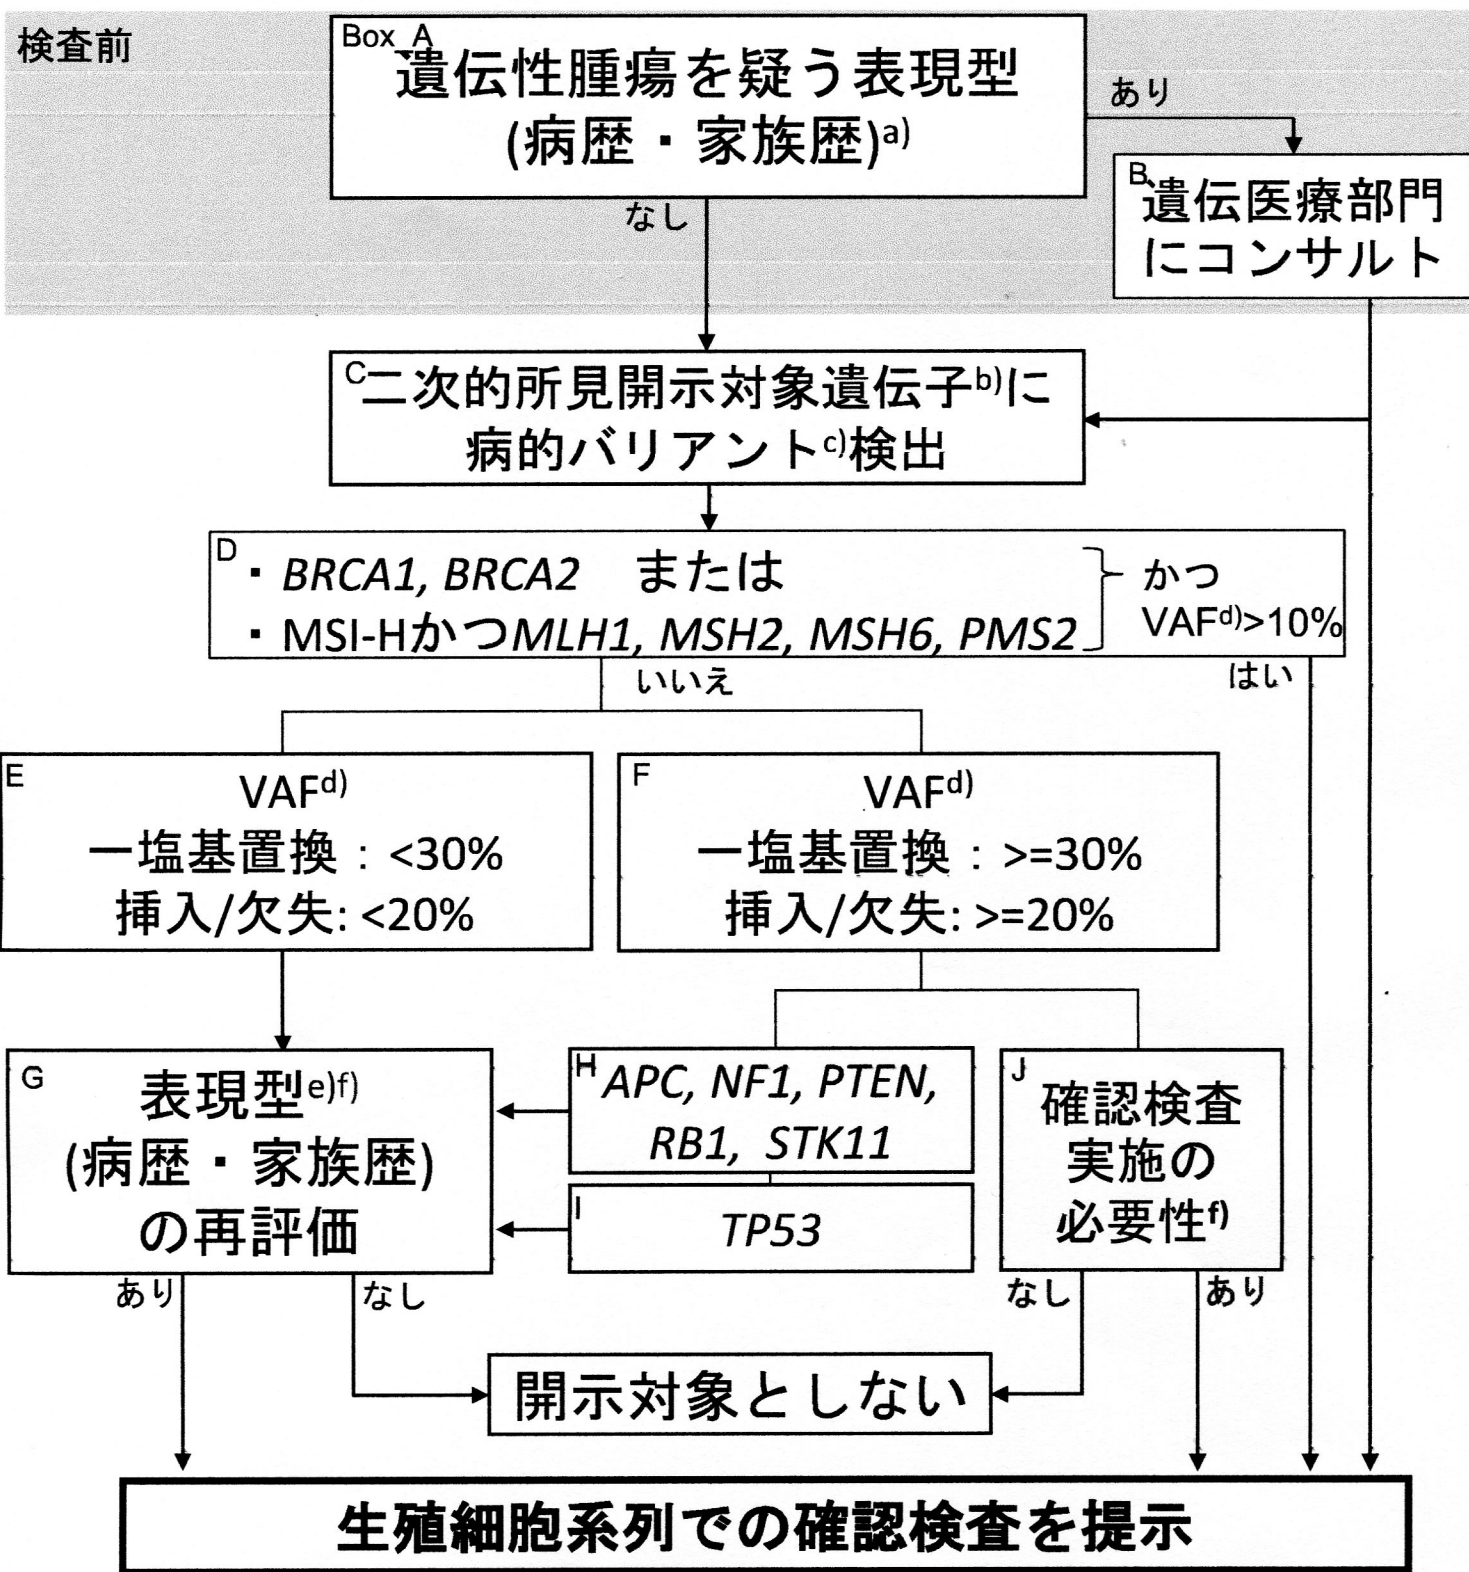 検査前
Box_A
遺伝性腫瘍を疑う表現型
(病歴・家族歴)a)
あり
なし
B
遺伝医療部門
にコンサルト
C二次的所見開示対象遺伝子b)に
病的バリアントc)検出
D
・BRCA1, BRCA2 または
・MSI-HかつMLH1, MSH2, MSH6, PMS2
かつ
VAFd)>10%
いいえ
はい
E
VAFd)
一塩基置換：<30%
挿入/欠失: <20%
F
VAFd)
一塩基置換：>=30%
挿入/欠失: >=20%
G
表現型e)f)
(病歴・家族歴)
の再評価
H
APC, NF1, PTEN,
RB1, STK11
I
TP53
J
確認検査
実施の
必要性f)
あり
なし
なし
あり
開示対象としない
生殖細胞系列での確認検査を提示